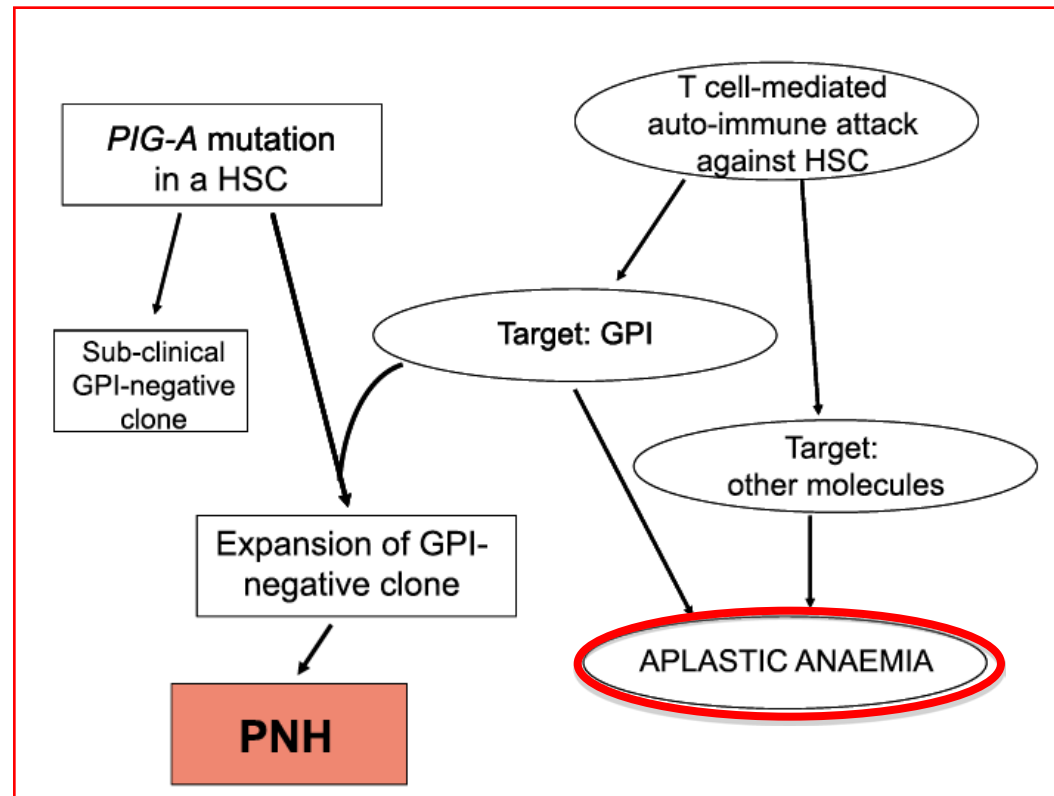 PIG-A mutation
in a HSC
T cell-mediated
auto-immune attack
against HSC
Sub-clinical
GPI-negative
clone
Target: GPI
Target:
other molecules
Expansion of GPI-
negative clone
APLASTIC ANAEMIA
PNH